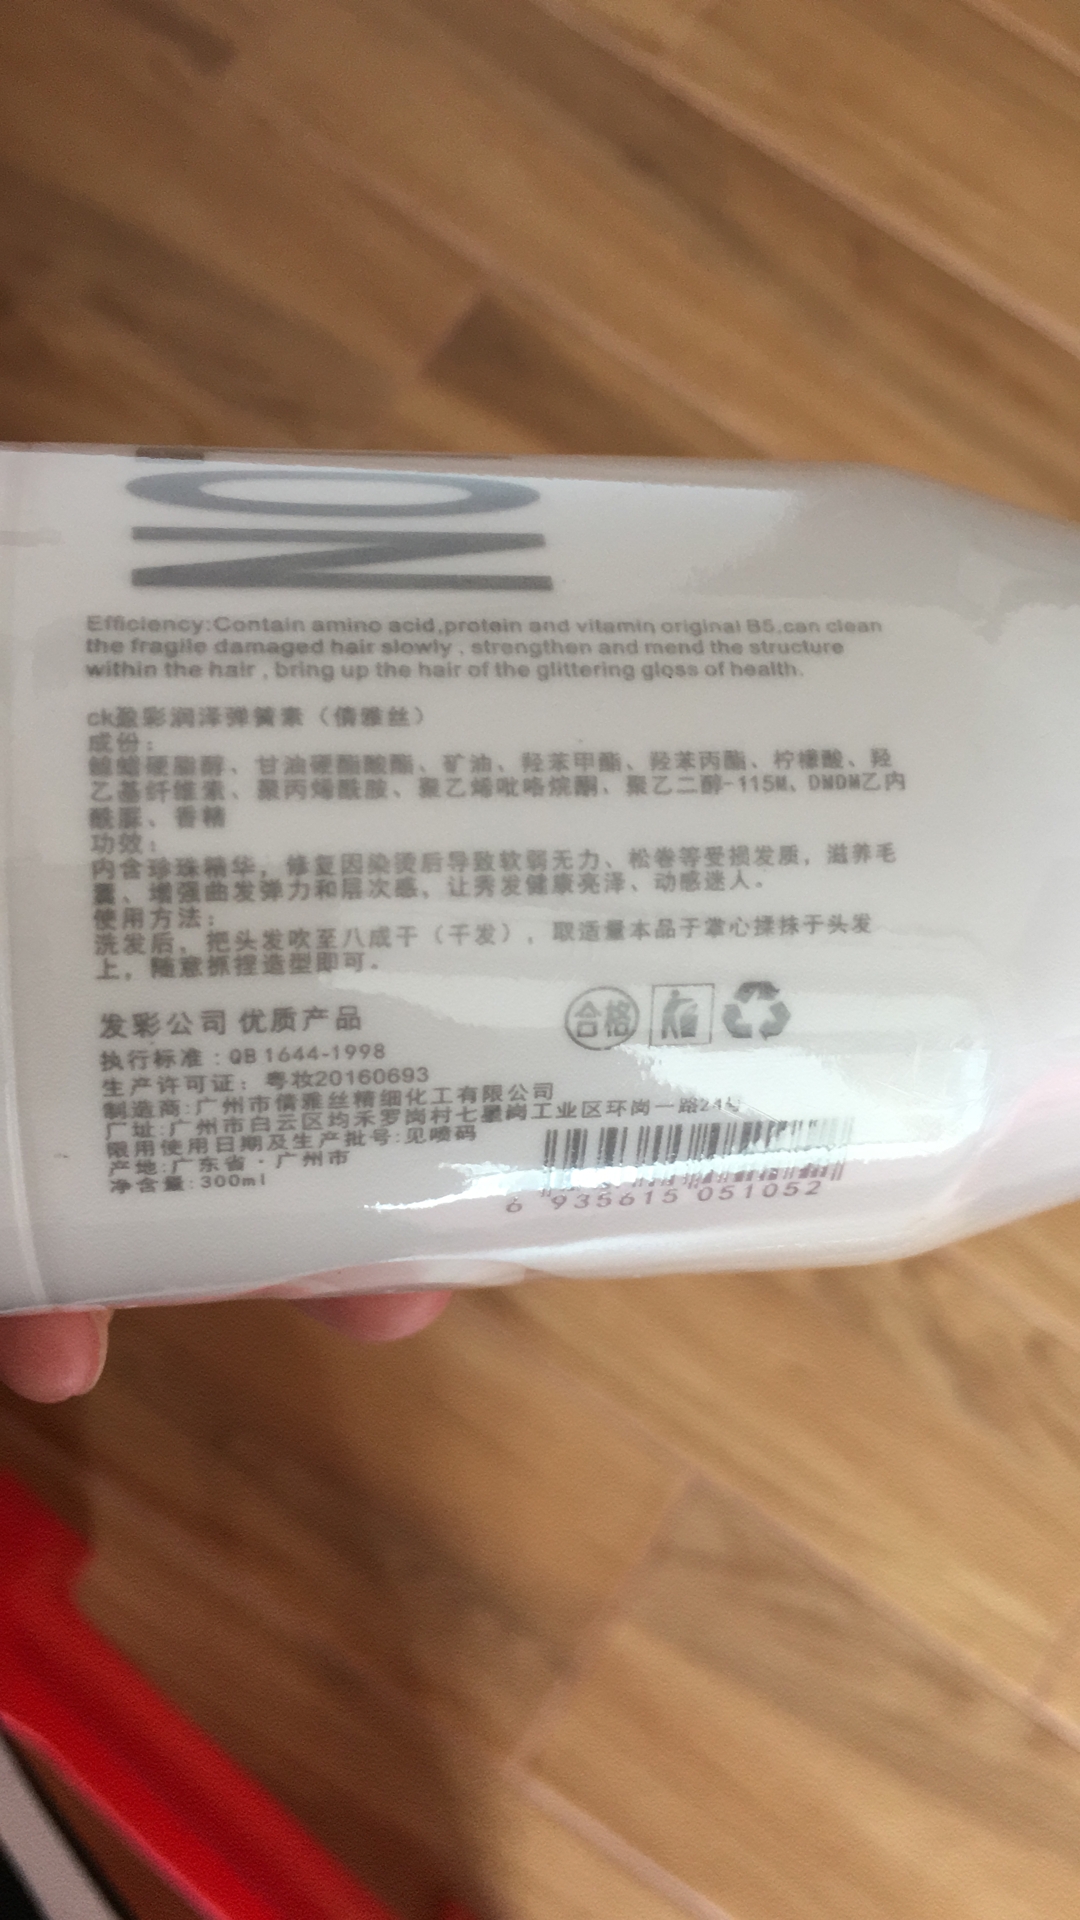 ON
Efficiency:Contain amino acid,protein and vitamin original B5,can clean
the fragile damaged hair slowly , strengthen and mend the structure
within the hair , bring up the hair of the glittering gloss of health.
ck盈彩润泽弹簧素（倩雅丝）
成份：
鲸蜡硬脂醇、甘油硬酯酸酯、矿油、羟苯甲酯、羟苯丙酯、柠檬酸、羟
乙基纤维素、聚丙烯酰胺、聚乙烯吡咯烷酮、聚乙二醇-115M、DMDM乙内
酰脲、香精
功效：
内含珍珠精华，修复因染烫后导致软弱无力、松卷等受损发质，滋养毛
囊、增强曲发弹力和层次感，让秀发健康亮泽、动感迷人。
使用方法：
洗发后，把头发吹至八成干（干发），取适量本品于掌心揉抹于头发
上，随意抓捏造型即可。
合格
发彩公司 优质产品
执行标准：QB 1644-1998
生产许可证：粤妆20160693
制造商:广州市倩雅丝精细化工有限公司
厂址:广州市白云区均禾罗岗村七星岗工业区环岗一路24号
限用使用日期及生产批号:见喷码
产地:广东省·广州市
净含量:300ml
6 935615 051052